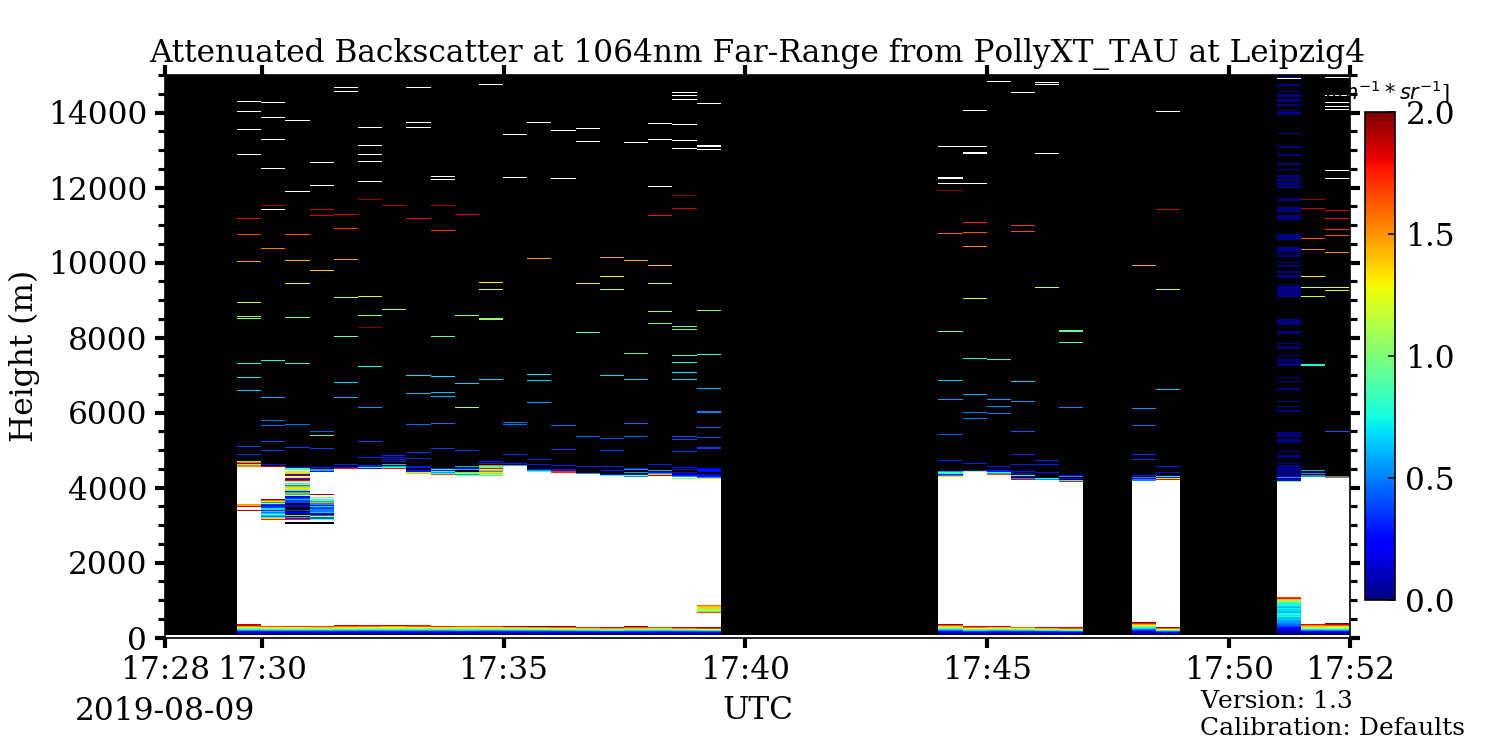 Attenuated Backscatter at 1064nm Far-Range from PollyXT_TAU at Leipzig4
sr⁻¹]
14000
12000
10000
8000
6000
4000
2000
0
Height (m)
2.0
1.5
1.0
0.5
0.0
17:28 17:30 17:35 17:40 17:45 17:50 17:52
2019-08-09
UTC
Version: 1.3
Calibration: Defaults